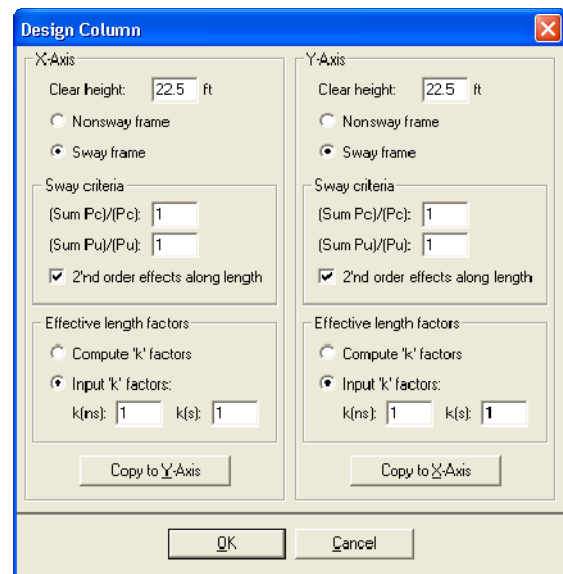 Design Column
X-Axis
Clear height: 22.5 ft
Nonsway frame
Sway frame
Sway criteria
(Sum Pc)/(Pc): 1
(Sum Pu)/(Pu): 1
2'nd order effects along length
Effective length factors
Compute 'k' factors
Input 'k' factors:
k(ns): 1 k(s): 1
Copy to Y-Axis
Y-Axis
Clear height: 22.5 ft
Nonsway frame
Sway frame
Sway criteria
(Sum Pc)/(Pc): 1
(Sum Pu)/(Pu): 1
2'nd order effects along length
Effective length factors
Compute 'k' factors
Input 'k' factors:
k(ns): 1 k(s): 1
Copy to X-Axis
OK Cancel